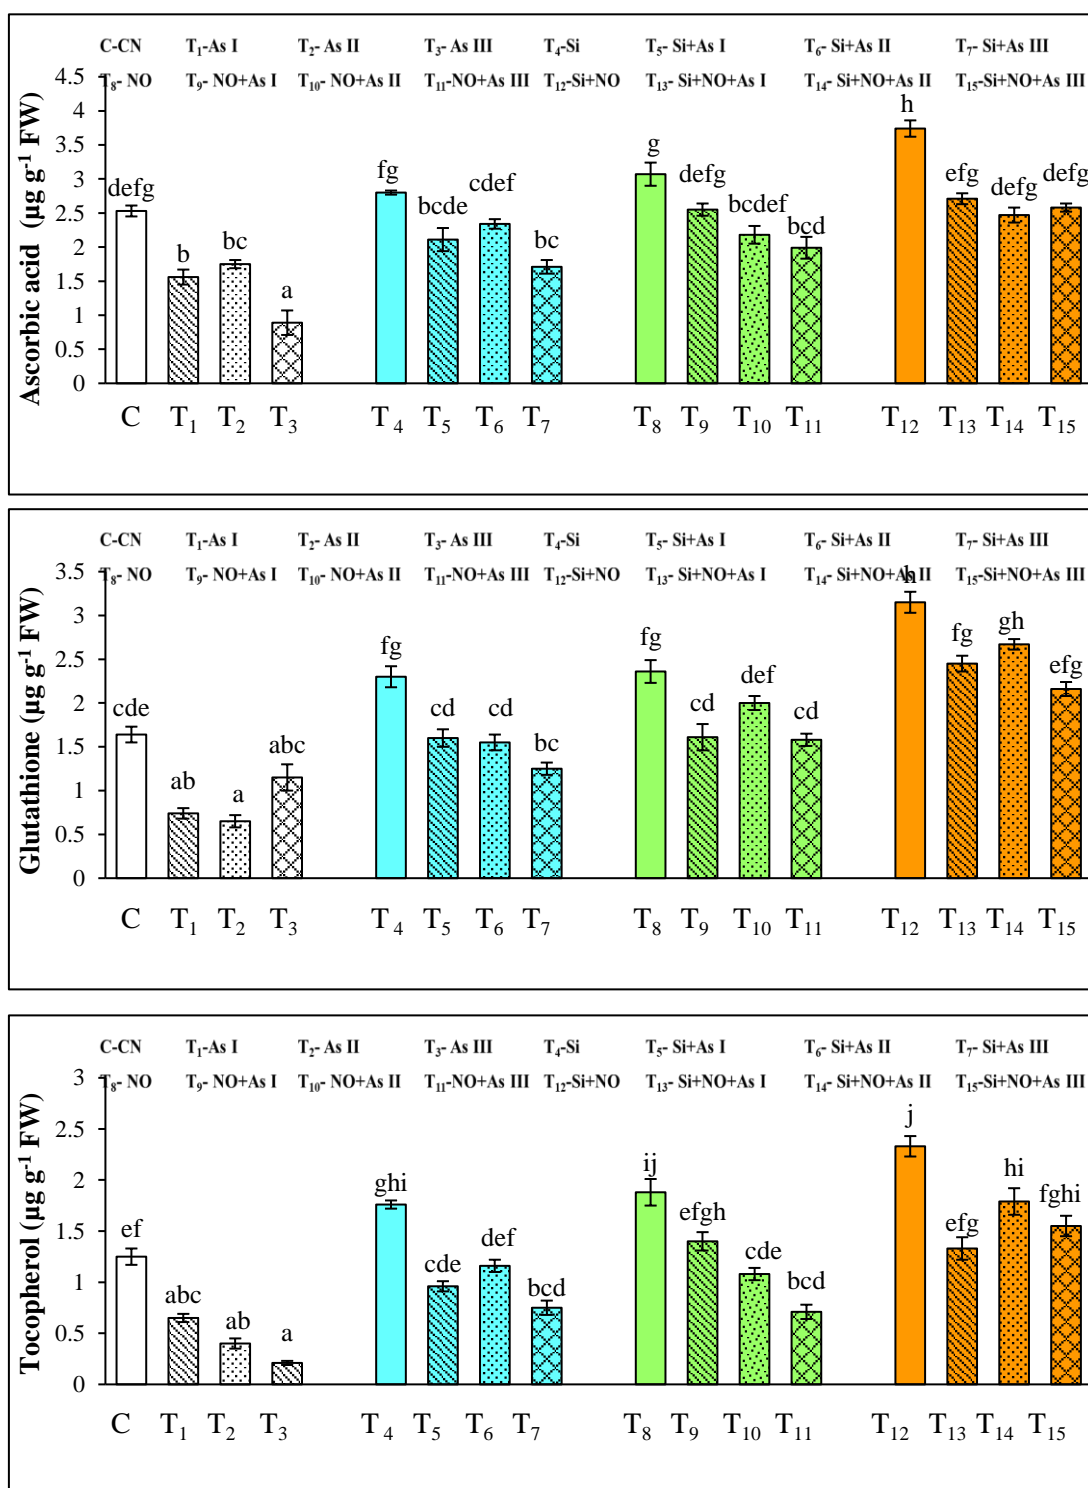 C-CN T₁-As I T₂- As II T₃- As III T₄-Si T₅- Si+As I T₆- Si+As II T₇- Si+As III
T₈- NO T₉- NO+As I T₁₀- NO+As II T₁₁-NO+As III T₁₂-Si+NO T₁₃- Si+NO+As I T₁₄- Si+NO+As II T₁₅-Si+NO+As III
Ascorbic acid (µg g⁻¹ FW)
4.5
4
3.5
3
2.5
2
1.5
1
0.5
0
defg b bc a fg bcde cdef bc g defg bcdef bcd h efg defg defg
C T₁ T₂ T₃ T₄ T₅ T₆ T₇ T₈ T₉ T₁₀ T₁₁ T₁₂ T₁₃ T₁₄ T₁₅
C-CN T₁-As I T₂- As II T₃- As III T₄-Si T₅- Si+As I T₆- Si+As II T₇- Si+As III
T₈- NO T₉- NO+As I T₁₀- NO+As II T₁₁-NO+As III T₁₂-Si+NO T₁₃- Si+NO+As I T₁₄- Si+NO+As II T₁₅-Si+NO+As III
Glutathione (µg g⁻¹ FW)
3.5
3
2.5
2
1.5
1
0.5
0
cde ab a abc fg cd cd bc fg cd def cd h fg gh efg
C T₁ T₂ T₃ T₄ T₅ T₆ T₇ T₈ T₉ T₁₀ T₁₁ T₁₂ T₁₃ T₁₄ T₁₅
C-CN T₁-As I T₂- As II T₃- As III T₄-Si T₅- Si+As I T₆- Si+As II T₇- Si+As III
T₈- NO T₉- NO+As I T₁₀- NO+As II T₁₁-NO+As III T₁₂-Si+NO T₁₃- Si+NO+As I T₁₄- Si+NO+As II T₁₅-Si+NO+As III
Tocopherol (µg g⁻¹ FW)
3
2.5
2
1.5
1
0.5
0
ef abc ab a ghi cde def bcd ij efgh cde bcd j efg hi fghi
C T₁ T₂ T₃ T₄ T₅ T₆ T₇ T₈ T₉ T₁₀ T₁₁ T₁₂ T₁₃ T₁₄ T₁₅